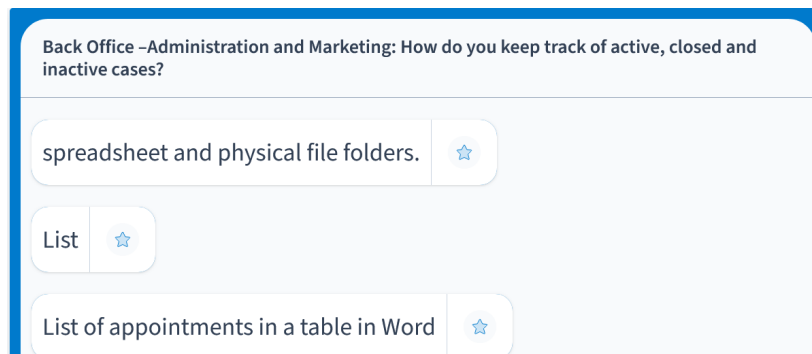 Back Office –Administration and Marketing: How do you keep track of active, closed and
inactive cases?
spreadsheet and physical file folders.
List
List of appointments in a table in Word